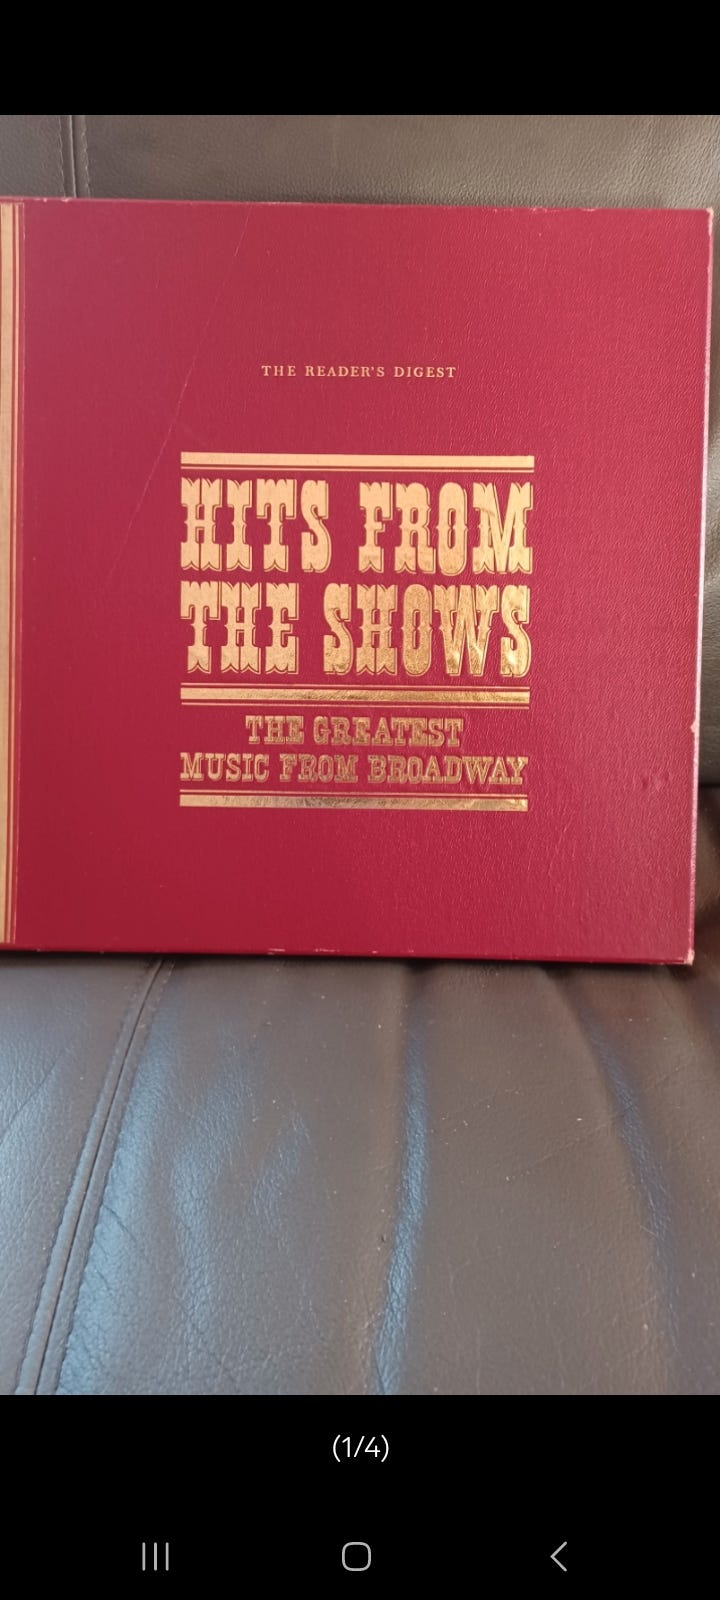 THE READER'S DIGEST
HITS FROM
THE SHOWS
THE GREATEST
MUSIC FROM BROADWAY
(1/4)